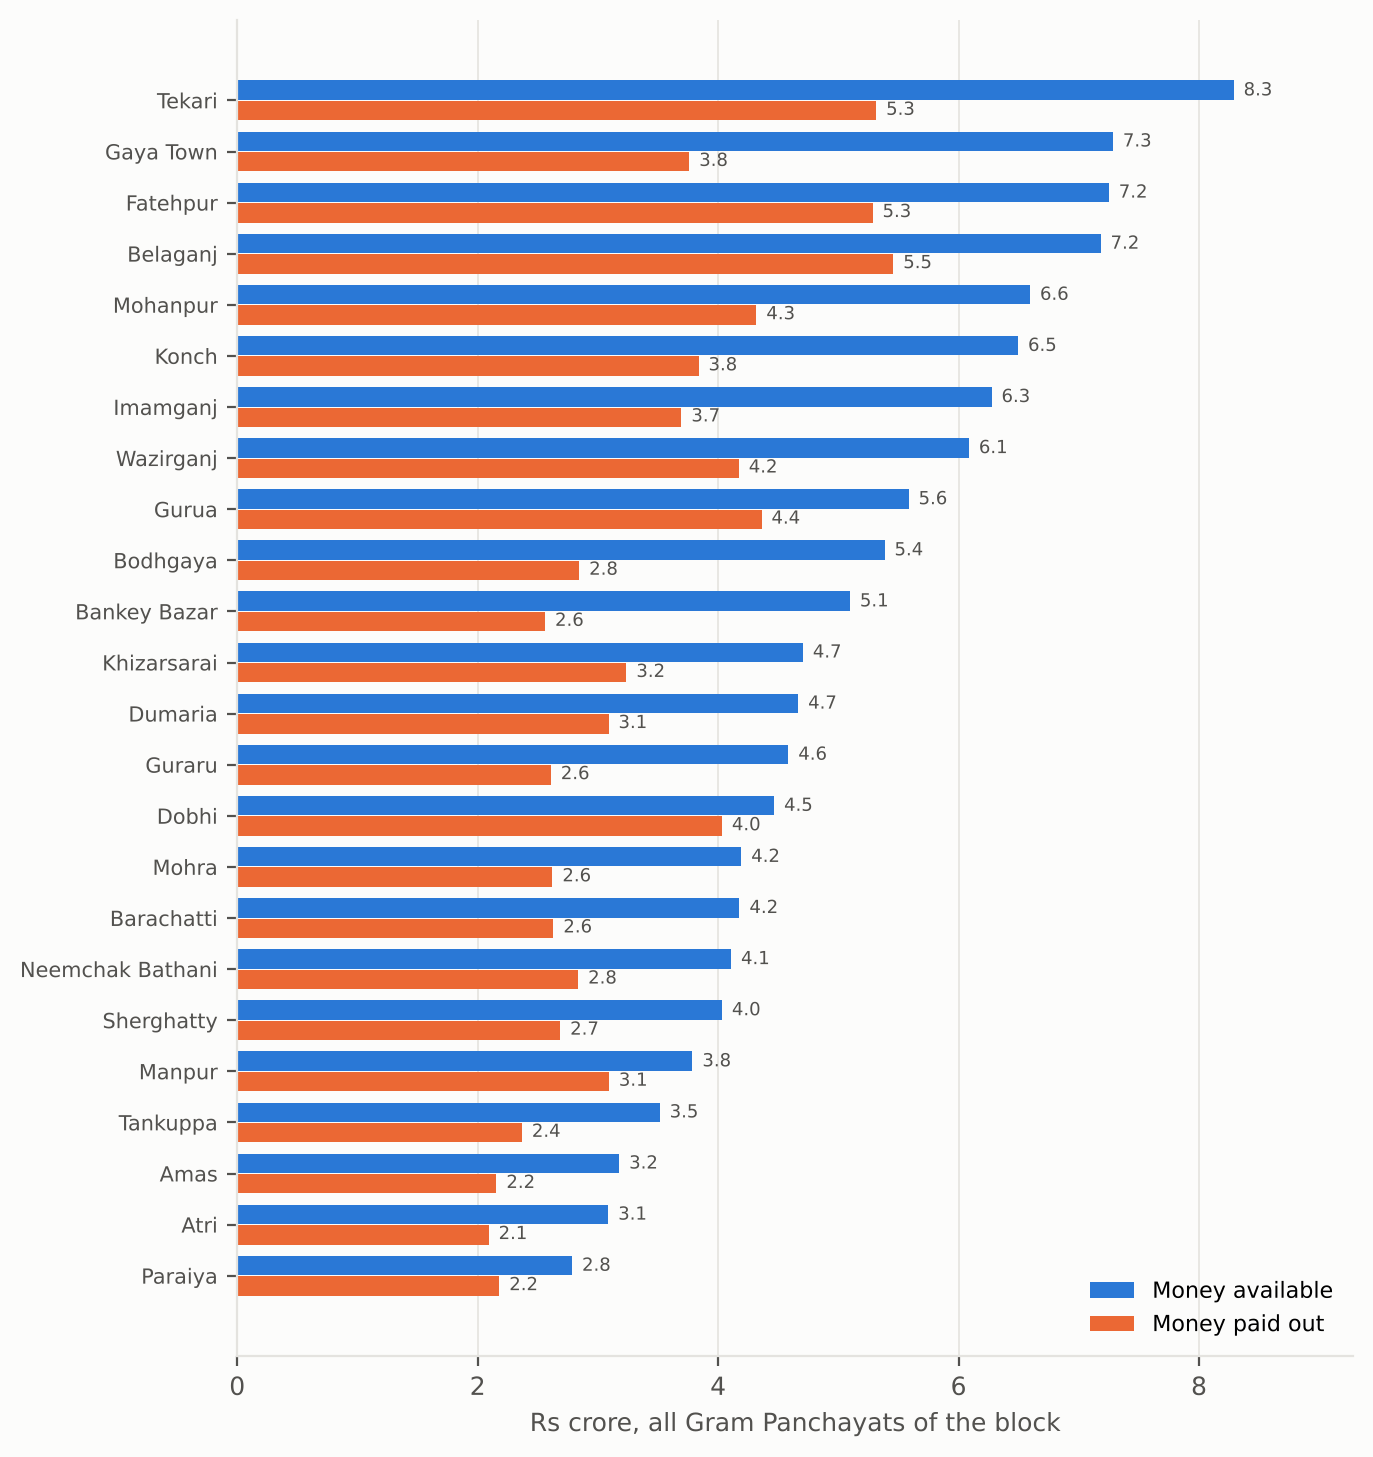 Tekari 8.3
5.3
Gaya Town 7.3
3.8
Fatehpur 7.2
5.3
Belaganj 7.2
5.5
Mohanpur 6.6
4.3
Konch 6.5
3.8
Imamganj 6.3
3.7
Wazirganj 6.1
4.2
Gurua 5.6
4.4
Bodhgaya 5.4
2.8
Bankey Bazar 5.1
2.6
Khizarsarai 4.7
3.2
Dumaria 4.7
3.1
Guraru 4.6
2.6
Dobhi 4.5
4.0
Mohra 4.2
2.6
Barachatti 4.2
2.6
Neemchak Bathani 4.1
2.8
Sherghatty 4.0
2.7
Manpur 3.8
3.1
Tankuppa 3.5
2.4
Amas 3.2
2.2
Atri 3.1
2.1
Paraiya 2.8
2.2
Money available
Money paid out
0 2 4 6 8
Rs crore, all Gram Panchayats of the block